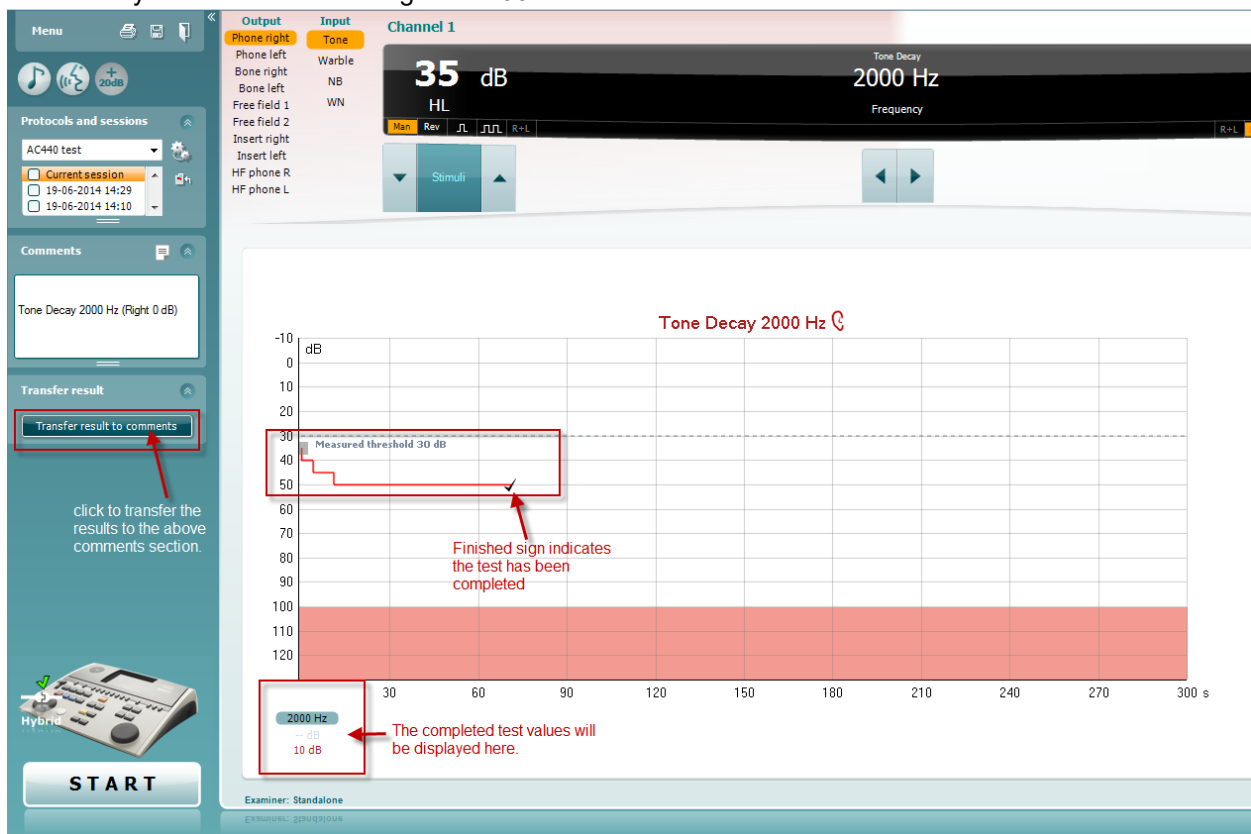 Menu
20dB
Protocols and sessions
AC440 test
Current session
19-06-2014 14:29
19-06-2014 14:10
Comments
Tone Decay 2000 Hz (Right 0 dB)
Transfer result
Transfer result to comments
click to transfer the
results to the above
comments section.
Hybrid
START
Output Input
Phone right Tone
Phone left Warble
Bone right NB
Bone left WN
Free field 1
Free field 2
Insert right
Insert left
HF phone R
HF phone L
Channel 1
35 dB
HL
Man Rev R+L
Tone Decay
2000 Hz
Frequency
R+L
Stimuli
Tone Decay 2000 Hz
dB
-10
0
10
20
30
40
50
60
70
80
90
100
110
120
Measured threshold 30 dB
Finished sign indicates
the test has been
completed
30 60 90 120 150 180 210 240 270 300 s
2000 Hz
-- dB
10 dB
The completed test values will
be displayed here.
Examiner: Standalone